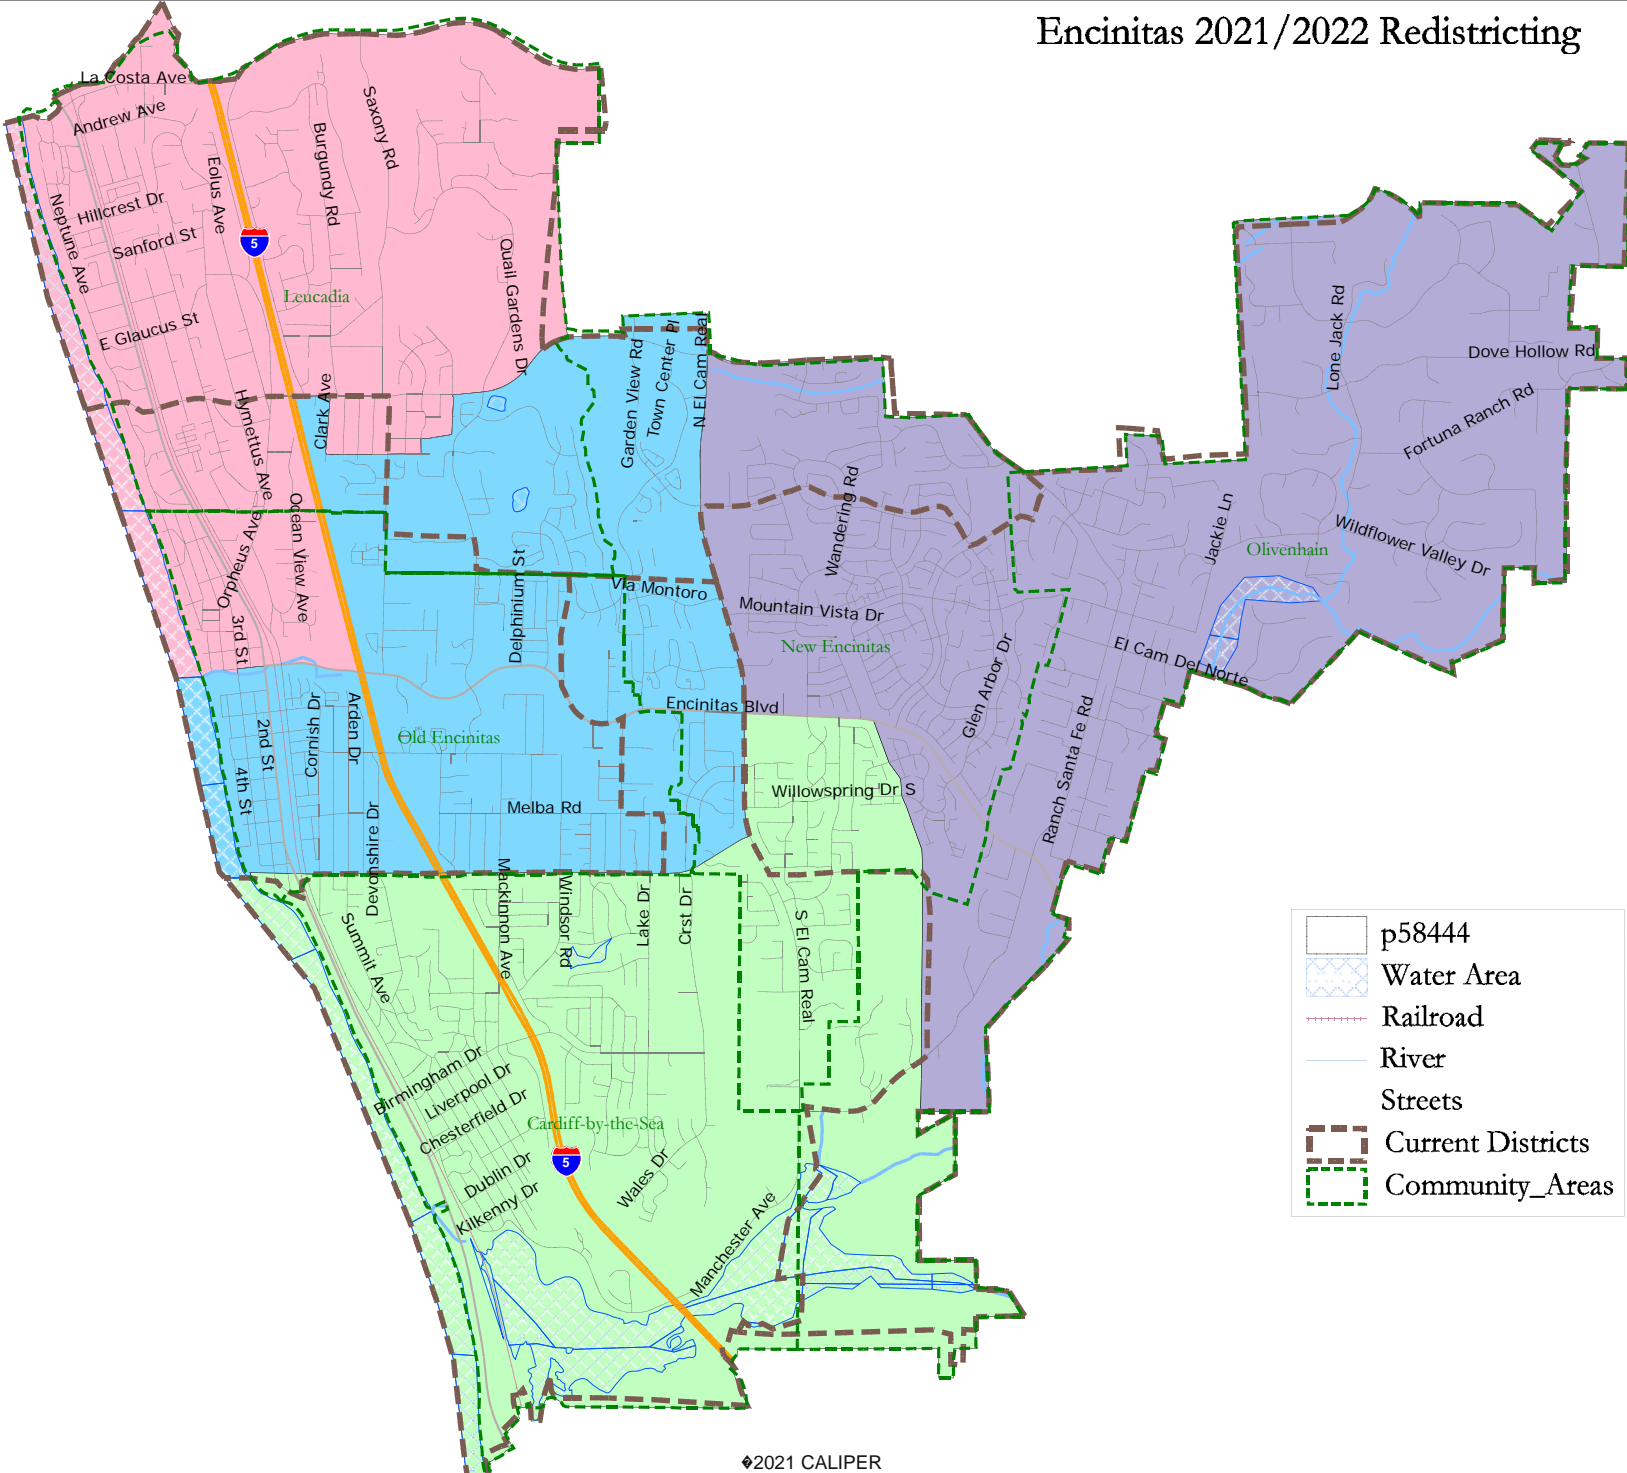 Encinitas 2021/2022 Redistricting
La Costa Ave
Andrew Ave
Saxony Rd
Burgundy Rd
Eolus Ave
Neptune Ave
Hillcrest Dr
Sanford St
5
Quail Gardens Dr
Leucadia
E Glaucus St
Lone Jack Rd
Dove Hollow Rd
Garden View Rd
Town Center Pl
N El Cam Real
Clark Ave
Hymettus Ave
Fortuna Ranch Rd
Wandering Rd
Ocean View Ave
Orpheus Ave
Jackie Ln
Wildflower Valley Dr
Olivenhain
Delphinium St
Via Montoro
Mountain Vista Dr
New Encinitas
3rd St
Glen Arbor Dr
El Cam Del Norte
Encinitas Blvd
Cornish Dr
Arden Dr
2nd St
Old Encinitas
Ranch Santa Fe Rd
4th St
Willowspring Dr S
Melba Rd
Devonshire Dr
Mackinnon Ave
Windsor Rd
Lake Dr
Crst Dr
Summit Ave
S El Cam Real
Birmingham Dr
Liverpool Dr
Chesterfield Dr
Cardiff-by-the-Sea
5
Dublin Dr
Kilkenny Dr
Wales Dr
Manchester Ave
p58444
Water Area
Railroad
River
Streets
Current Districts
Community_Areas
�2021 CALIPER